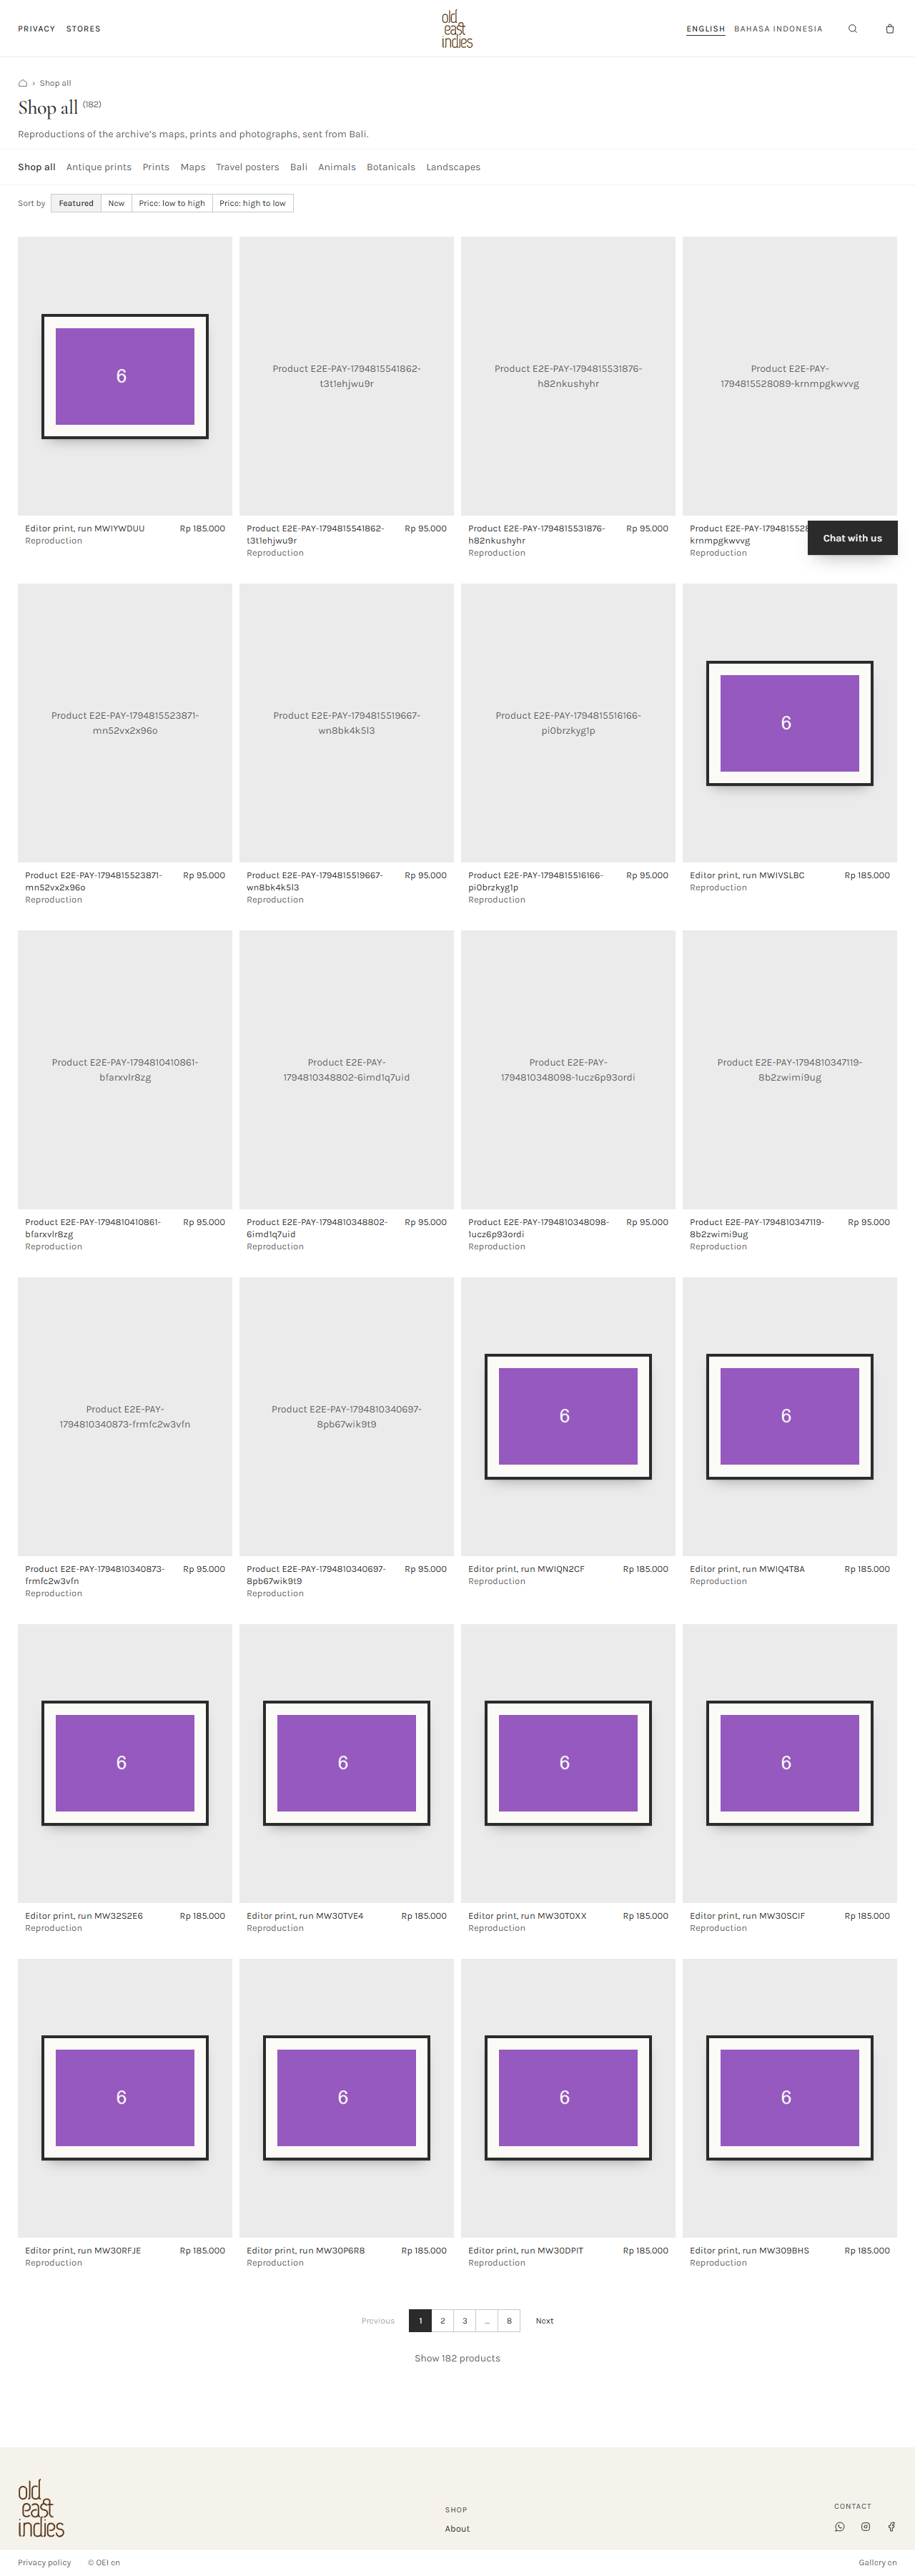 PRIVACY STORES
old east indies
ENGLISH BAHASA INDONESIA
› Shop all
Shop all (182)
Reproductions of the archive's maps, prints and photographs, sent from Bali.
Shop all Antique prints Prints Maps Travel posters Bali Animals Botanicals Landscapes
Sort by Featured New Price: low to high Price: high to low
6
Product E2E-PAY-1794815541862-
t3t1ehjwu9r
Product E2E-PAY-1794815531876-
h82nkushyhr
Product E2E-PAY-
1794815528089-krnmpgkwvvg
Editor print, run MWIYWDUU Rp 185.000
Reproduction
Product E2E-PAY-1794815541862- Rp 95.000
t3t1ehjwu9r
Reproduction
Product E2E-PAY-1794815531876- Rp 95.000
h82nkushyhr
Reproduction
Product E2E-PAY-179481552
krnmpgkwvvg
Reproduction
Chat with us
Product E2E-PAY-1794815523871-
mn52vx2x96o
Product E2E-PAY-1794815519667-
wn8bk4k5l3
Product E2E-PAY-1794815516166-
pi0brzkyg1p
6
Product E2E-PAY-1794815523871- Rp 95.000
mn52vx2x96o
Reproduction
Product E2E-PAY-1794815519667- Rp 95.000
wn8bk4k5l3
Reproduction
Product E2E-PAY-1794815516166- Rp 95.000
pi0brzkyg1p
Reproduction
Editor print, run MWIVSLBC Rp 185.000
Reproduction
Product E2E-PAY-1794810410861-
bfarxvlr8zg
Product E2E-PAY-
1794810348802-6imd1q7uid
Product E2E-PAY-
1794810348098-1ucz6p93ordi
Product E2E-PAY-1794810347119-
8b2zwimi9ug
Product E2E-PAY-1794810410861- Rp 95.000
bfarxvlr8zg
Reproduction
Product E2E-PAY-1794810348802- Rp 95.000
6imd1q7uid
Reproduction
Product E2E-PAY-1794810348098- Rp 95.000
1ucz6p93ordi
Reproduction
Product E2E-PAY-1794810347119- Rp 95.000
8b2zwimi9ug
Reproduction
Product E2E-PAY-
1794810340873-frmfc2w3vfn
Product E2E-PAY-1794810340697-
8pb67wik9t9
6
6
Product E2E-PAY-1794810340873- Rp 95.000
frmfc2w3vfn
Reproduction
Product E2E-PAY-1794810340697- Rp 95.000
8pb67wik9t9
Reproduction
Editor print, run MWIQN2CF Rp 185.000
Reproduction
Editor print, run MWIQ4T8A Rp 185.000
Reproduction
6
6
6
6
Editor print, run MW32S2E6 Rp 185.000
Reproduction
Editor print, run MW30TVE4 Rp 185.000
Reproduction
Editor print, run MW30T0XX Rp 185.000
Reproduction
Editor print, run MW30SCIF Rp 185.000
Reproduction
6
6
6
6
Editor print, run MW30RFJE Rp 185.000
Reproduction
Editor print, run MW30P6R8 Rp 185.000
Reproduction
Editor print, run MW30DPIT Rp 185.000
Reproduction
Editor print, run MW309BHS Rp 185.000
Reproduction
Previous 1 2 3 … 8 Next
Show 182 products
old
east
indies
SHOP
About
CONTACT
Privacy policy © OEI en
Gallery en